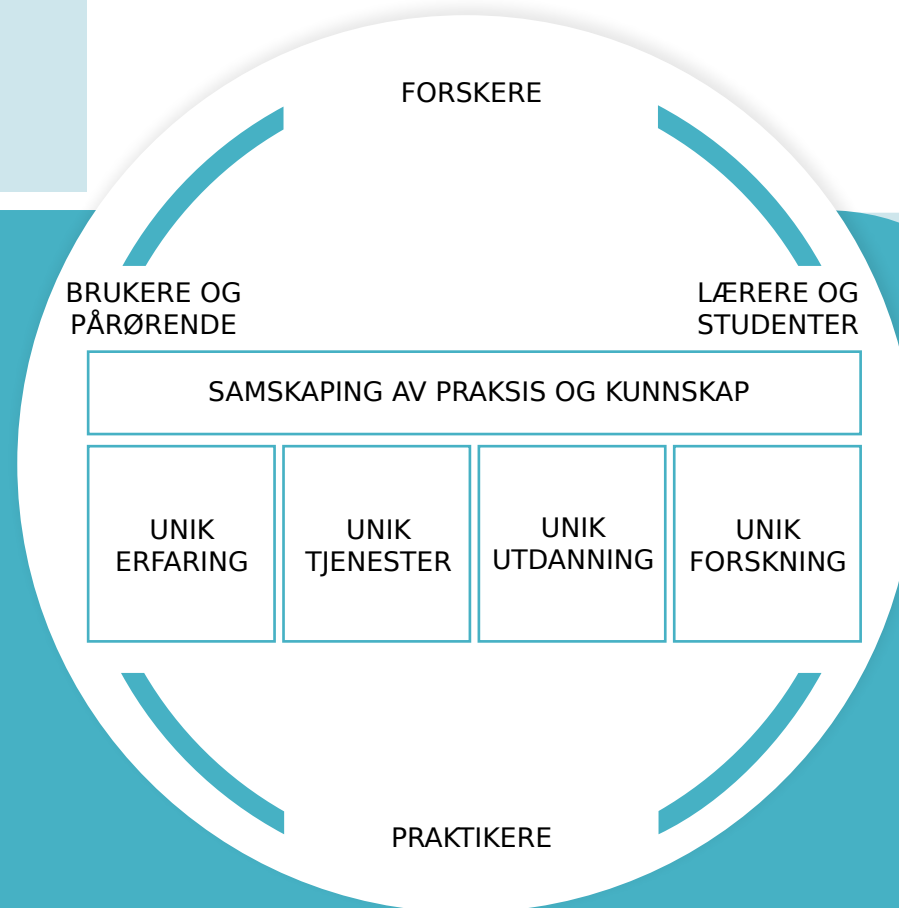 FORSKERE
BRUKERE OG
PÅRØRENDE
LÆRERE OG
STUDENTER
SAMSKAPING AV PRAKSIS OG KUNNSKAP
UNIK
ERFARING
UNIK
TJENESTER
UNIK
UTDANNING
UNIK
FORSKNING
PRAKTIKERE